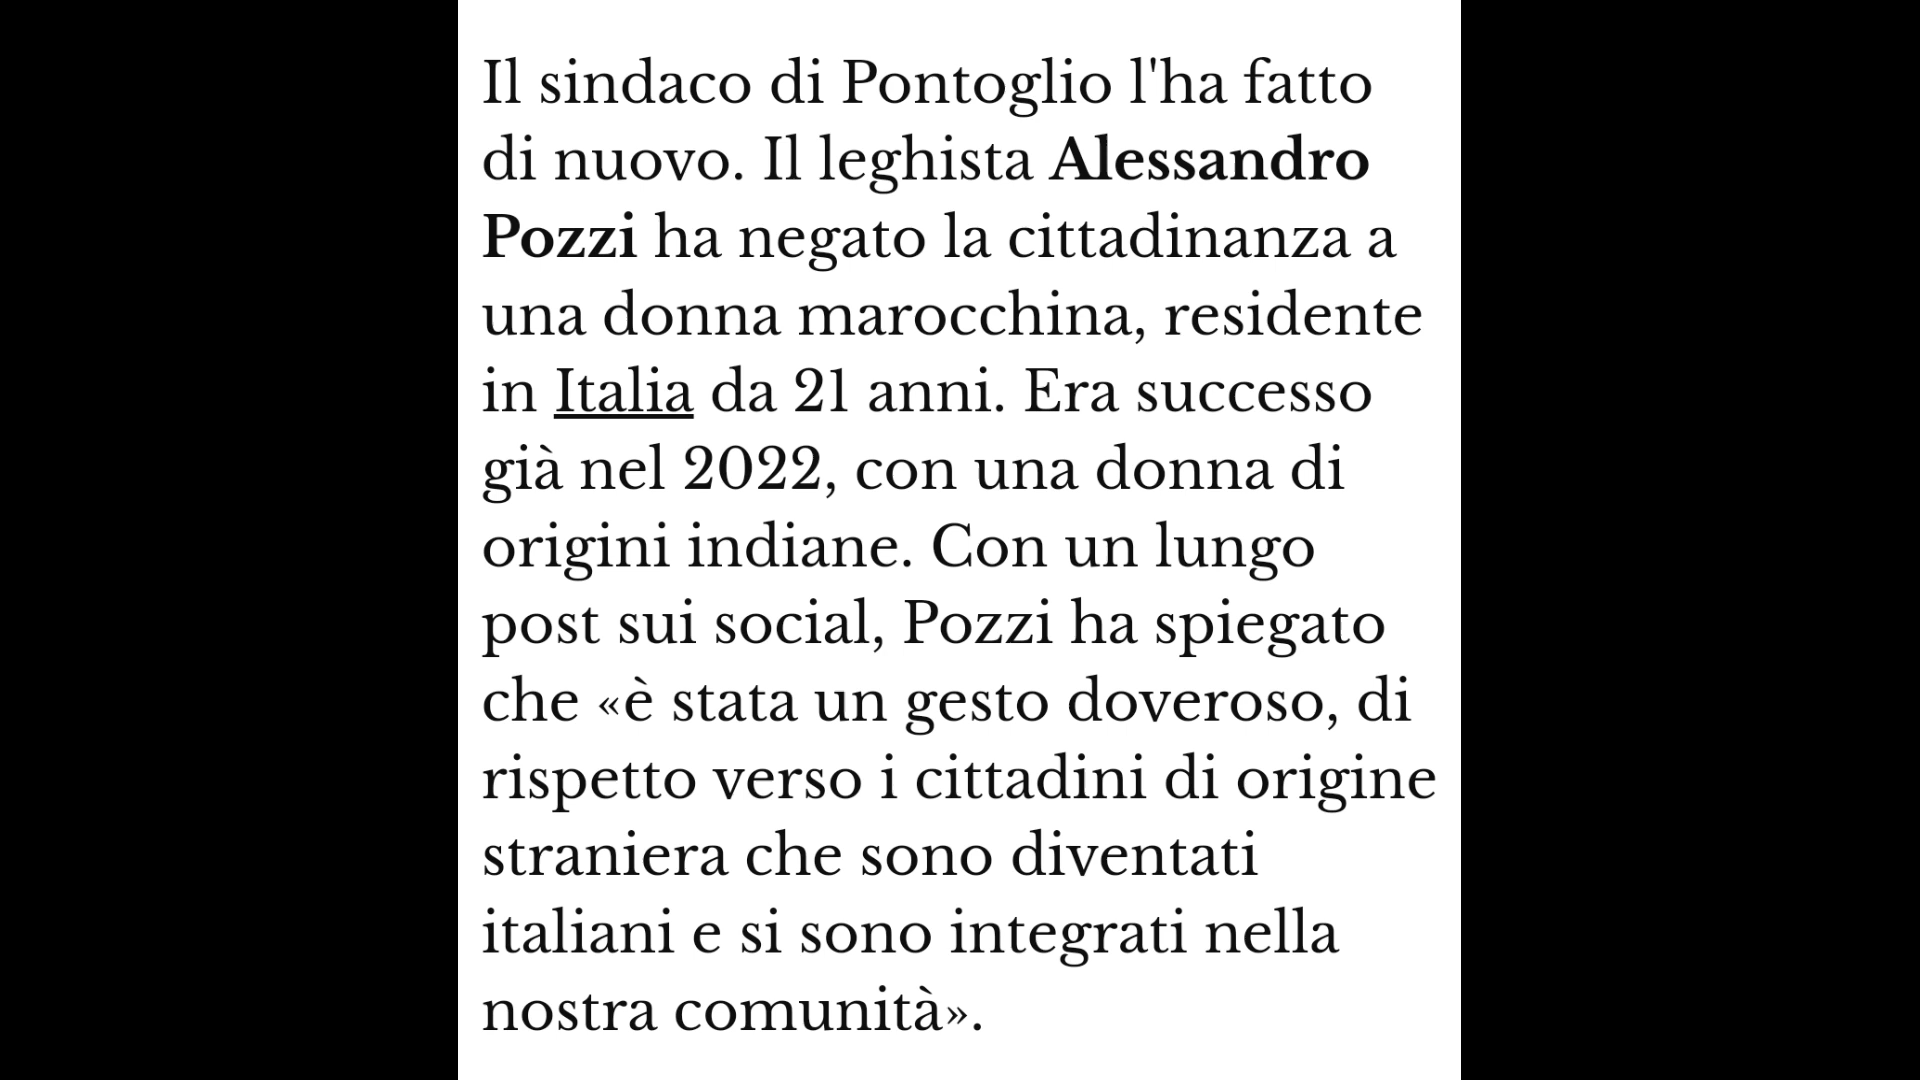 Il sindaco di Pontoglio l'ha fatto
di nuovo. Il leghista Alessandro
Pozzi ha negato la cittadinanza a
una donna marocchina, residente
in Italia da 21 anni. Era successo
già nel 2022, con una donna di
origini indiane. Con un lungo
post sui social, Pozzi ha spiegato
che «è stata un gesto doveroso, di
rispetto verso i cittadini di origine
straniera che sono diventati
italiani e si sono integrati nella
nostra comunità».